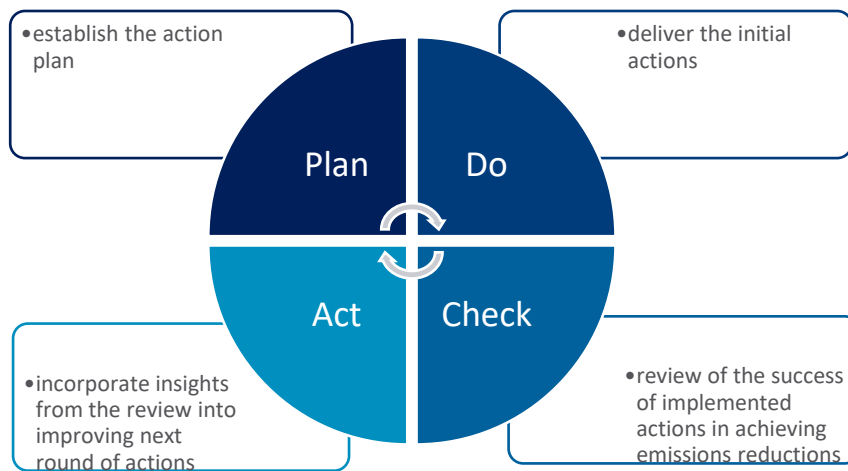 •establish the action
plan
•deliver the initial
actions
Plan
Do
Act
Check
•incorporate insights
from the review into
improving next
round of actions
•review of the success
of implemented
actions in achieving
emissions reductions